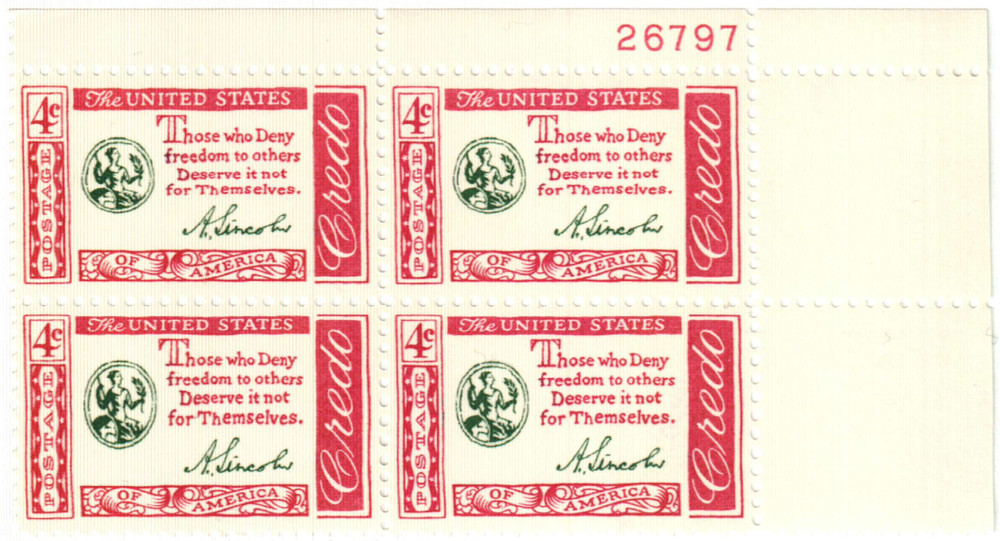 26797
4c
The UNITED STATES
POSTAGE
Those who Deny
freedom to others
Deserve it not
for Themselves.
A. Lincoln
OF AMERICA
Credo
4c
The UNITED STATES
POSTAGE
Those who Deny
freedom to others
Deserve it not
for Themselves.
A. Lincoln
OF AMERICA
Credo
4c
The UNITED STATES
POSTAGE
Those who Deny
freedom to others
Deserve it not
for Themselves.
A. Lincoln
OF AMERICA
Credo
4c
The UNITED STATES
POSTAGE
Those who Deny
freedom to others
Deserve it not
for Themselves.
A. Lincoln
OF AMERICA
Credo